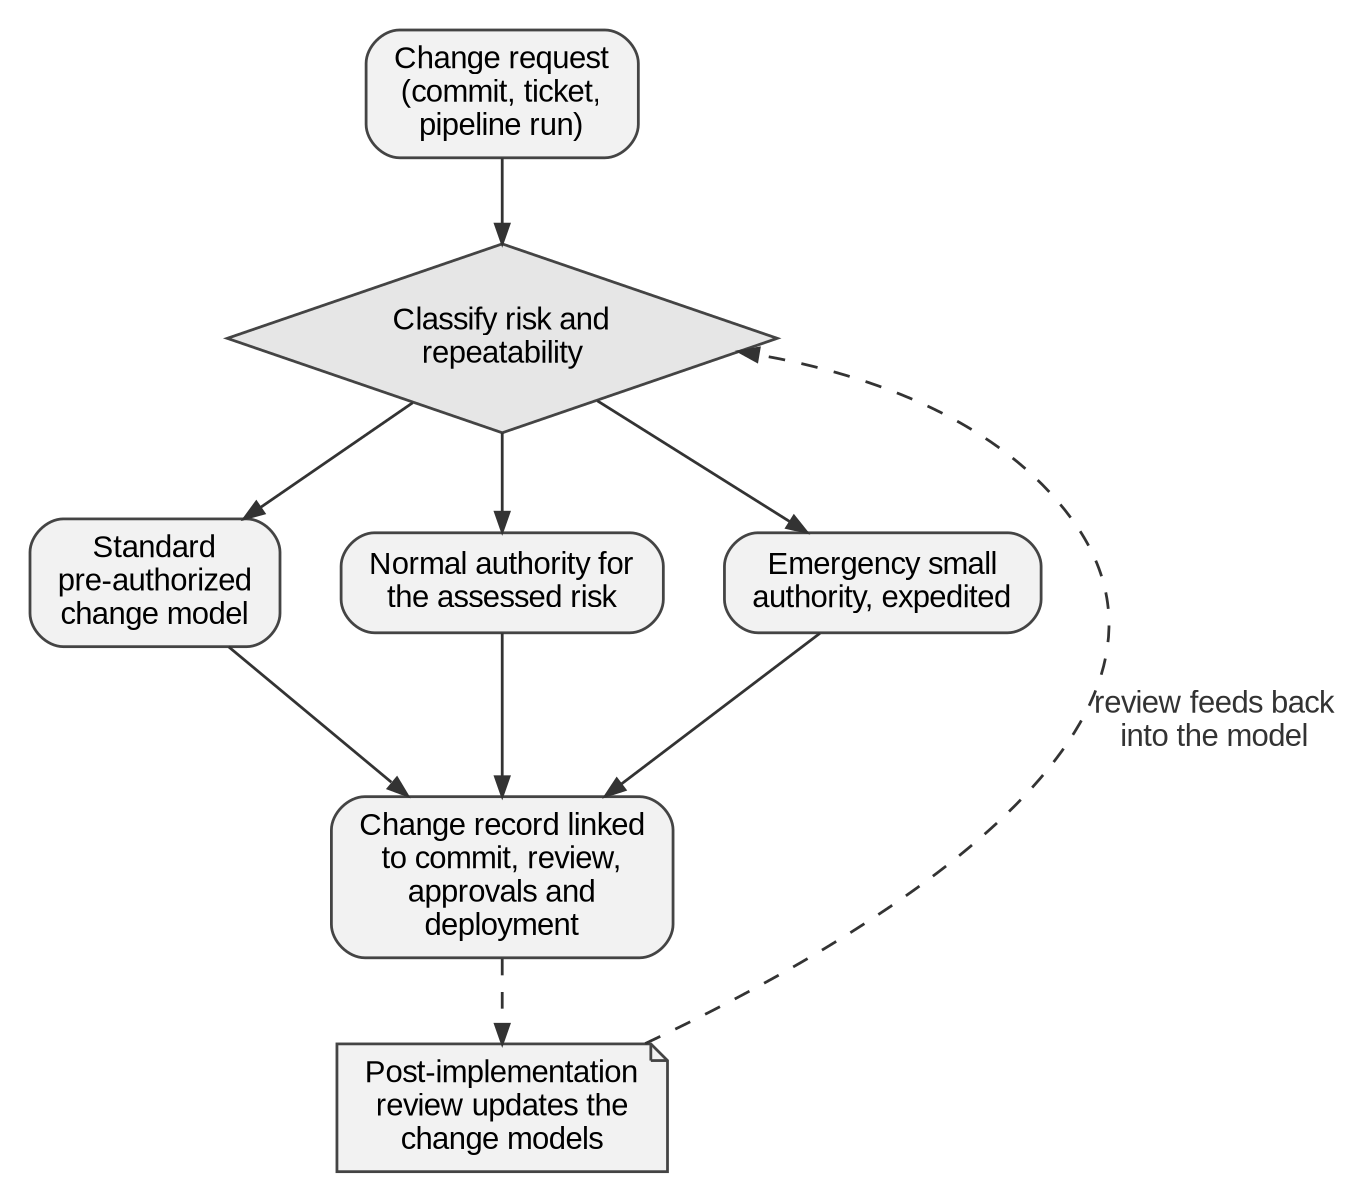 Change request
(commit, ticket,
pipeline run)
Classify risk and
repeatability
Standard
pre-authorized
change model
Normal authority for
the assessed risk
Emergency small
authority, expedited
review feeds back
into the model
Change record linked
to commit, review,
approvals and
deployment
Post-implementation
review updates the
change models